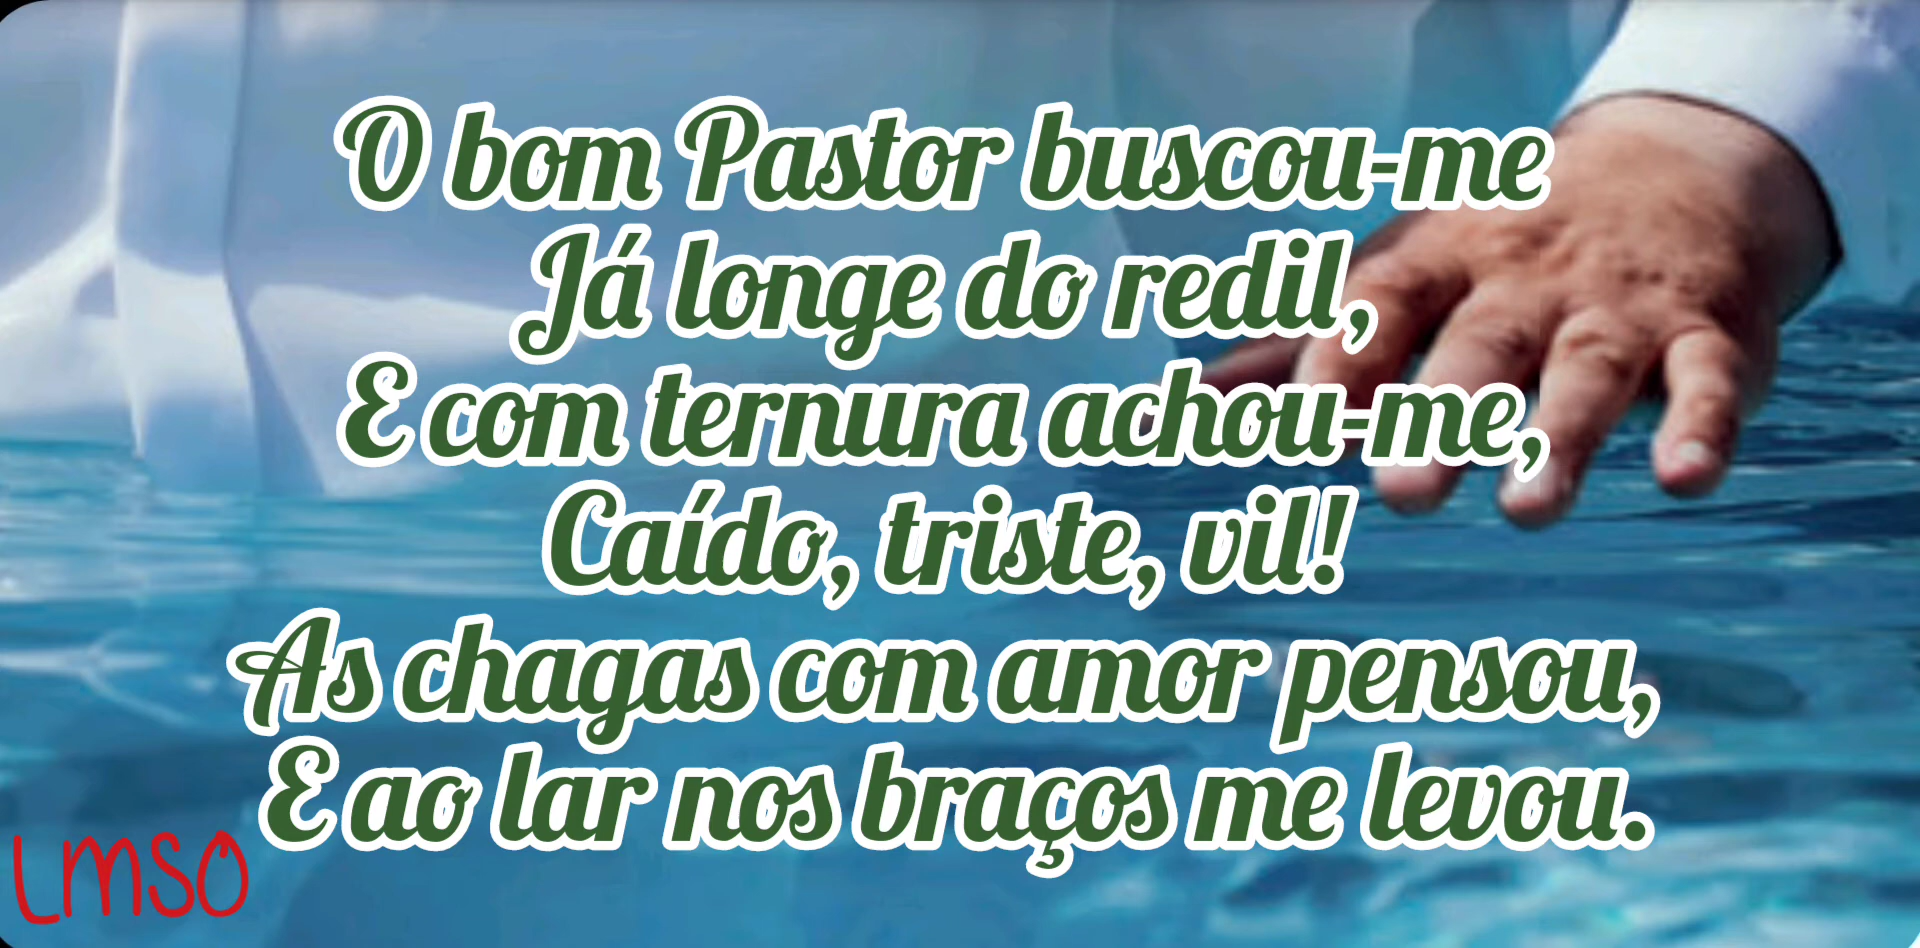 O bom Pastor buscou-me
Já longe do redil,
E com ternura achou-me,
Caído, triste, vil!
As chagas com amor pensou,
E ao lar nos braços me levou.
LMSO